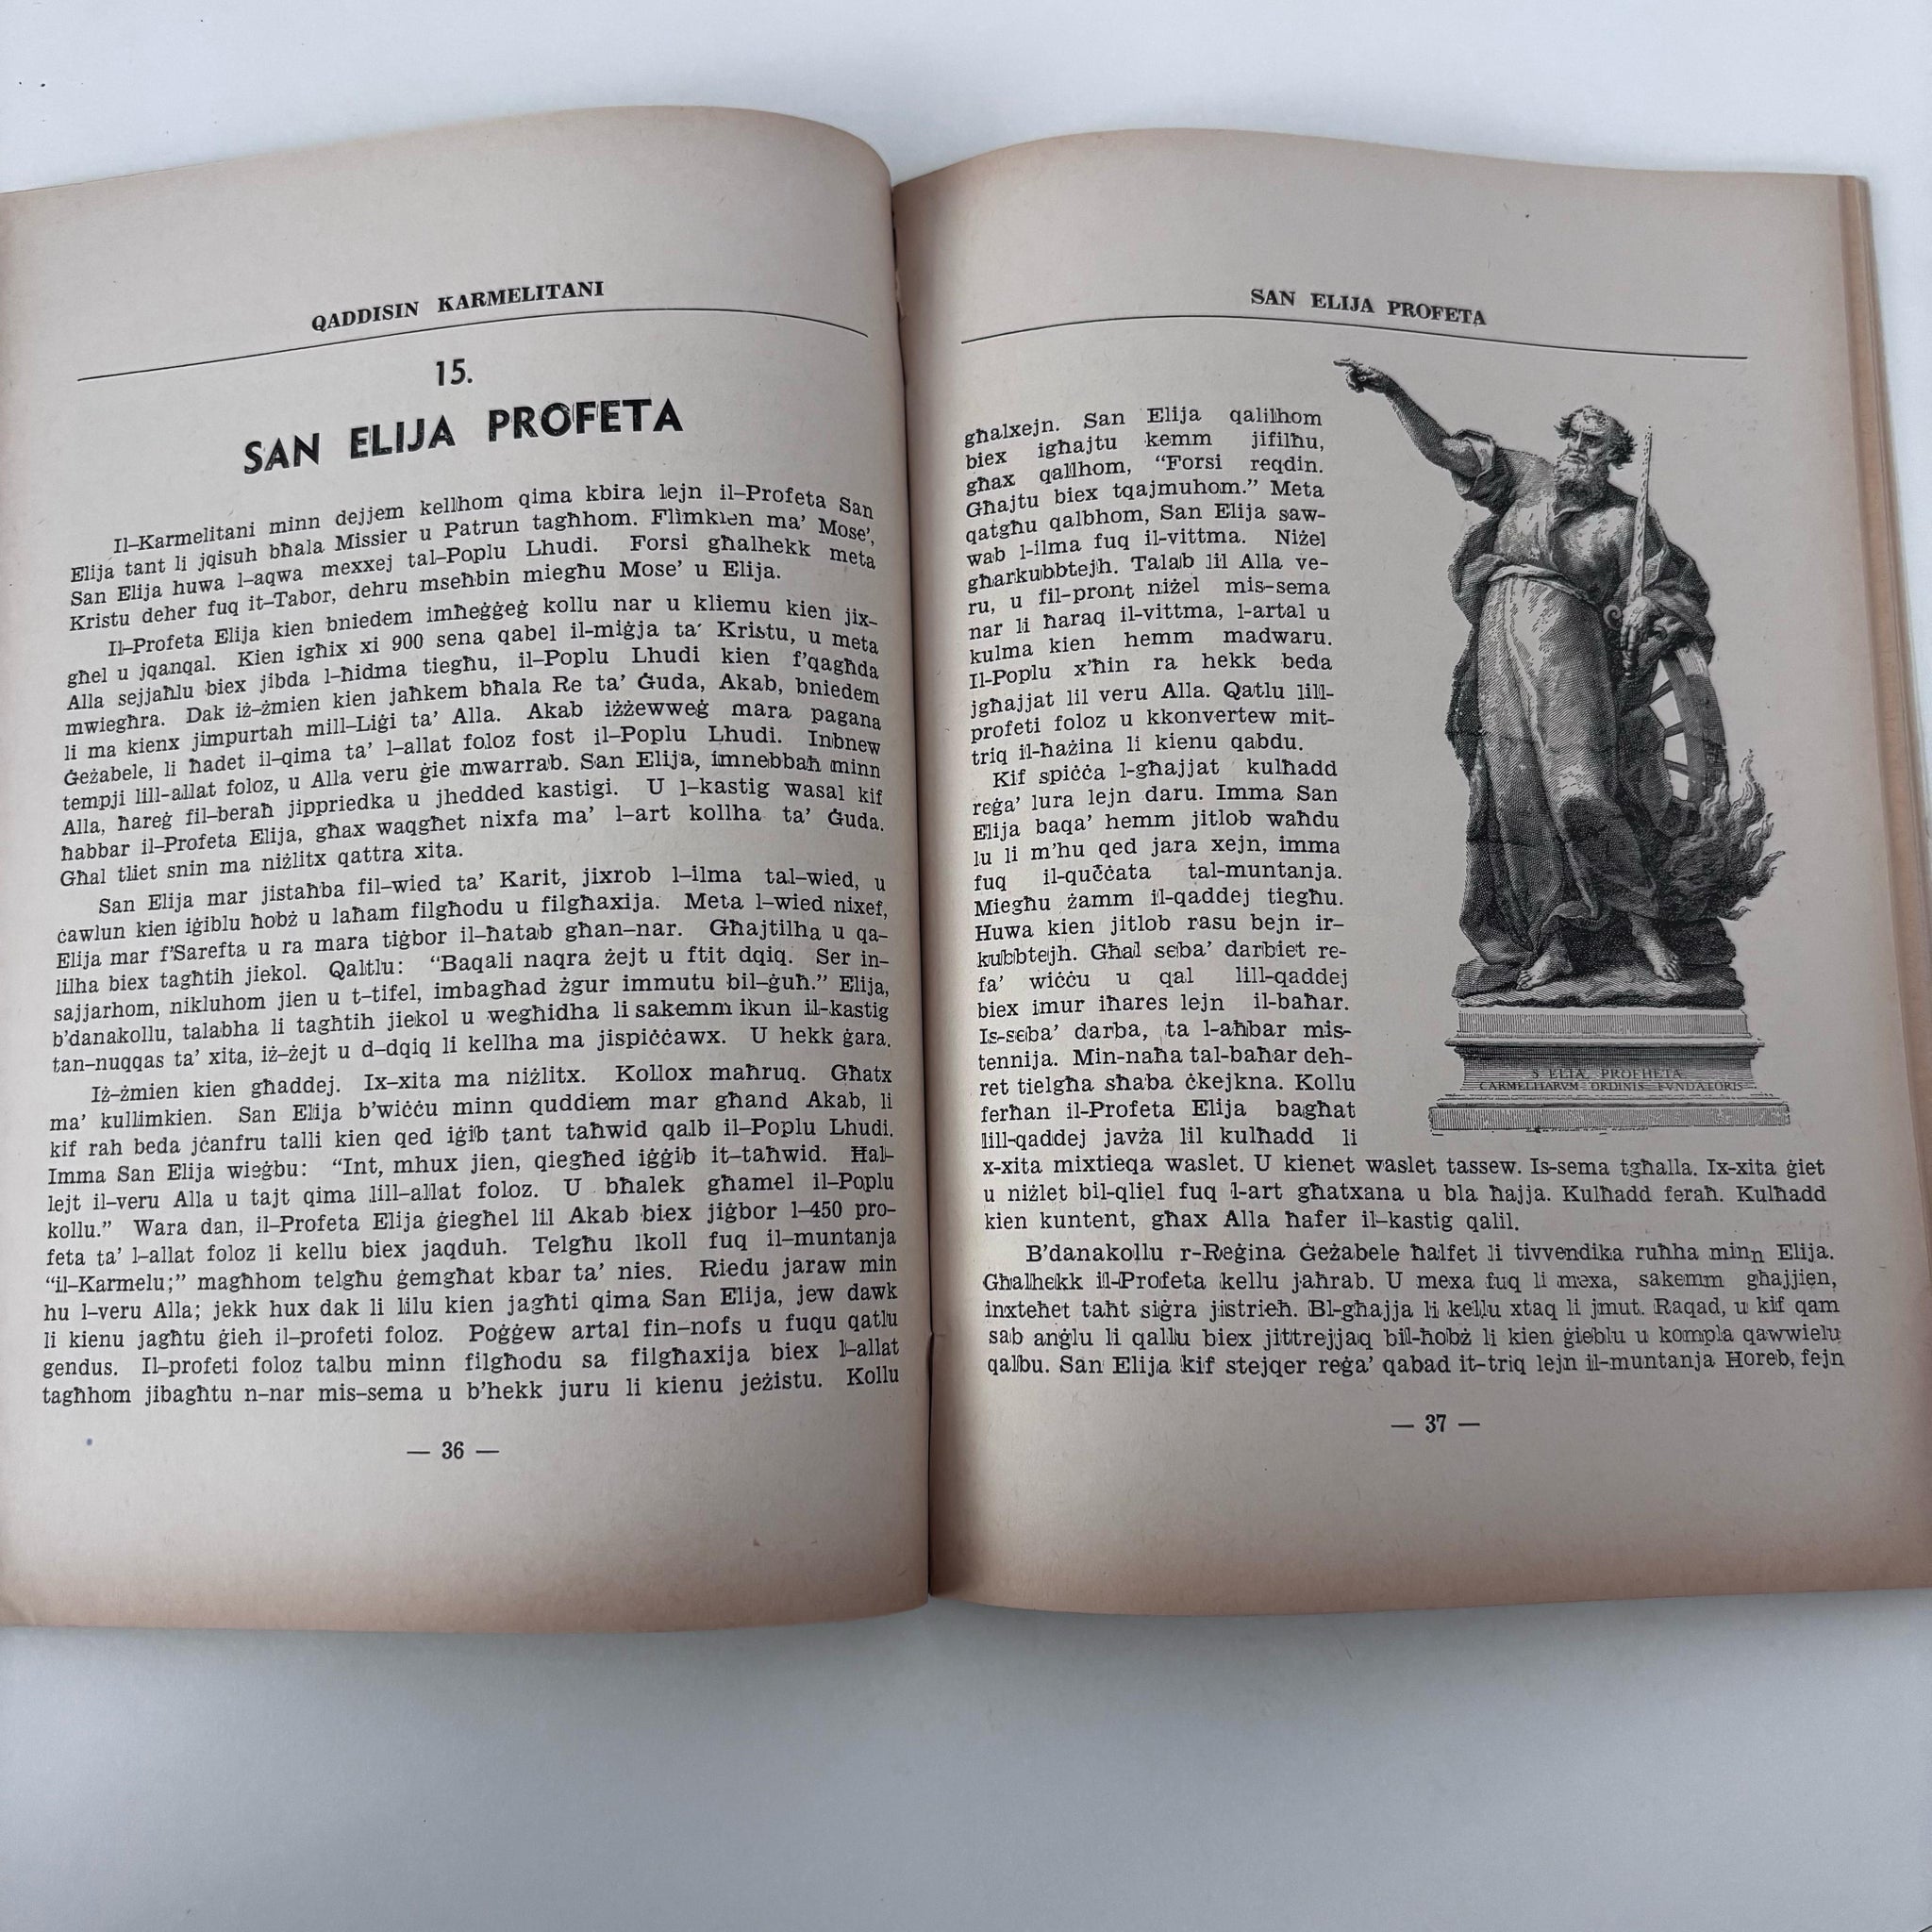 QADDISIN KARMELITANI
15.
SAN ELIJA PROFETA
Il–Karmelitani minn dejjem kellhom qima kbira lejn il–Profeta San
Elija tant li jqisuh bħala Missier u Patrun tagħhom. Flimkien ma’ Mose’,
San Elija huwa l–aqwa mexxej tal–Poplu Lhudi. Forsi għalhekk meta
Kristu deher fuq it–Tabor, dehru msehbin miegħu Mose’ u Elija.
Il–Profeta Elija kien bniedem imħeġġeġ kollu nar u kliemu kien jix–
għel u jqanqal. Kien igħix xi 900 sena qabel il-miġja ta’ Kristu, u meta
Alla sejjaħlu biex jibda l–ħidma tiegħu, il–Poplu Lhudi kien f’qagħda
mwiegħra. Dak iż–żmien kien jaħkem bħala Re ta’ Ġuda, Akab, bniedem
li ma kienx jimpurtah mill–Liġi ta’ Alla. Akab iżżewweġ mara pagana
Ġeżabele, li ħadet il–qima ta’ l–allat foloz fost il–Poplu Lhudi. Inbnew
tempji lill–allat foloz, u Alla veru ġie mwarrab. San Elija, imnebbaħ minn
Alla, ħareġ fil–beraħ jippriedka u jhedded kastigi. U l–kastig wasal kif
ħabbar il–Profeta Elija, għax waqgħet nixfa ma’ l–art kollha ta’ Ġuda.
Għal tliet snin ma niżlitx qattra xita.
San Elija mar jistaħba fil–wied ta’ Karit, jixrob l–ilma tal–wied, u
ċawlun kien iġiblu ħobż u laħam filgħodu u filgħaxija. Meta l–wied nixef,
Elija mar f’Sarefta u ra mara tiġbor il–ħatab għan–nar. Għajtilha u qa–
lilha biex tagħtih jiekol. Qaltlu: “Baqali naqra żejt u ftit dqiq. Ser in–
sajjarhom, nikluhom jien u t–tifel, imbagħad żgur immutu bil–ġuħ.” Elija,
b’danakollu, talabha li tagħtih jiekol u wegħidha li sakemm ikun il–kastig
tan–nuqqas ta’ xita, iż–żejt u d–dqiq li kellha ma jispiċċawx. U hekk ġara.
Iż–żmien kien għaddej. Ix–xita ma niżlitx. Kollox maħruq. Għatx
ma’ kullimkien. San Elija b’wiċċu minn quddiem mar għand Akab, li
kif rah beda jċanfru talli kien qed iġib tant taħwid qalb il–Poplu Lhudi.
Imma San Elija wieġbu: “Int, mhux jien, qiegħed iġġib it–taħwid. Ħal–
lejt il–veru Alla u tajt qima lill–allat foloz. U bħalek għamel il–Poplu
kollu.” Wara dan, il–Profeta Elija ġiegħel lil Akab biex jiġbor l–450 pro–
feta ta’ l–allat foloz li kellu biex jaqduh. Telgħu lkoll fuq il–muntanja
“il–Karmelu;” magħhom telgħu ġemgħat kbar ta’ nies. Riedu jaraw min
hu l–veru Alla; jekk hux dak li lilu kien jagħti qima San Elija, jew dawk
li kienu jagħtu ġieh il–profeti foloz. Poġġew artal fin–nofs u fuqu qatlu
gendus. Il–profeti foloz talbu minn filgħodu sa filgħaxija biex l–allat
tagħhom jibagħtu n–nar mis–sema u b’hekk juru li kienu jeżistu. Kollu
— 36 —
SAN ELIJA PROFETA
għalxejn. San Elija qalilhom
biex igħajtu kemm jifilħu,
għax qallhom, “Forsi reqdin.
Għajtu biex tqajmuhom.” Meta
qatgħu qalbhom, San Elija saw-
wab l-ilma fuq il-vittma. Niżel
għarkubbtejh. Talab lil Alla ve-
ru, u fil-pront niżel mis-sema
nar li ħaraq il-vittma, l-artal u
kulma kien hemm madwaru.
Il-Poplu x’ħin ra hekk beda
jgħajjat lil veru Alla. Qatlu lill-
profeti foloz u kkonvertew mit-
triq il-ħażina li kienu qabdu.
Kif spiċċa l-għajjat kulħadd
reġa’ lura lejn daru. Imma San
Elija baqa’ hemm jitlob waħdu
lu li m’hu qed jara xejn, imma
fuq il-quċċata tal-muntanja.
Miegħu żamm il-qaddej tiegħu.
Huwa kien jitlob rasu bejn ir-
kubbtejh. Għal seba’ darbiet re-
fa’ wiċċu u qal lill-qaddej
biex imur iħares lejn il-baħar.
Is-seba’ darba, ta l-aħbar mis-
tennija. Min-naħa tal-baħar deh-
ret tielgħa sħaba ċkejkna. Kollu
ferħan il-Profeta Elija bagħat
lill-qaddej javża lil kulħadd li
x-xita mixtieqa waslet. U kienet waslet tassew. Is-sema tgħalla. Ix-xita ġiet
u niżlet bil-qliel fuq l-art għatxana u bla ħajja. Kulħadd feraħ. Kulħadd
kien kuntent, għax Alla ħafer il–kastig qalil.
B’danakollu r-Reġina Ġeżabele ħalfet li tivvendika ruħha minn Elija.
Għalhekk il-Profeta kellu jaħrab. U mexa fuq li mexa, sakemm għajjien,
inxteħet taħt siġra jistrieħ. Bl-għajja li kellu xtaq li jmut. Raqad, u kif qam
sab anġlu li qallu biex jittrejjaq bil-ħobż li kien ġieblu u kompla qawwielu
qalbu. San Elija kif stejqer reġa’ qabad it-triq lejn il-muntanja Ħoreb, fejn
S ELIA PROFHETA
CARMELITARVM ORDINIS FVNDATORIS
— 37 —